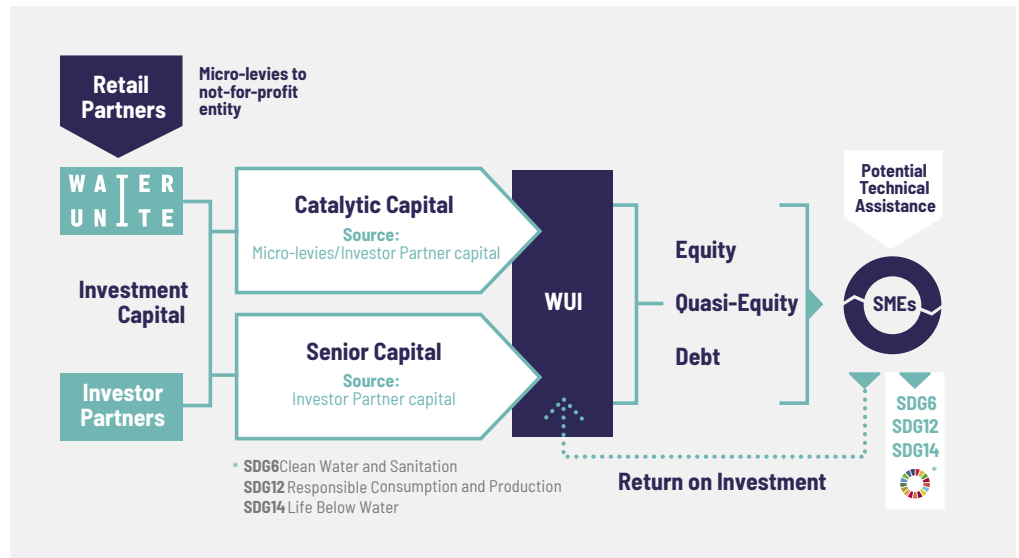 Retail
Partners
Micro-levies to
not-for-profit
entity
WATER
UNITE
Investment
Capital
Investor
Partners
Catalytic Capital
Source:
Micro-levies/Investor Partner capital
Senior Capital
Source:
Investor Partner capital
WUI
Equity
Quasi-Equity
Debt
Potential
Technical
Assistance
SMEs
SDG6
SDG12
SDG14
*
Return on Investment
* SDG6 Clean Water and Sanitation
SDG12 Responsible Consumption and Production
SDG14 Life Below Water